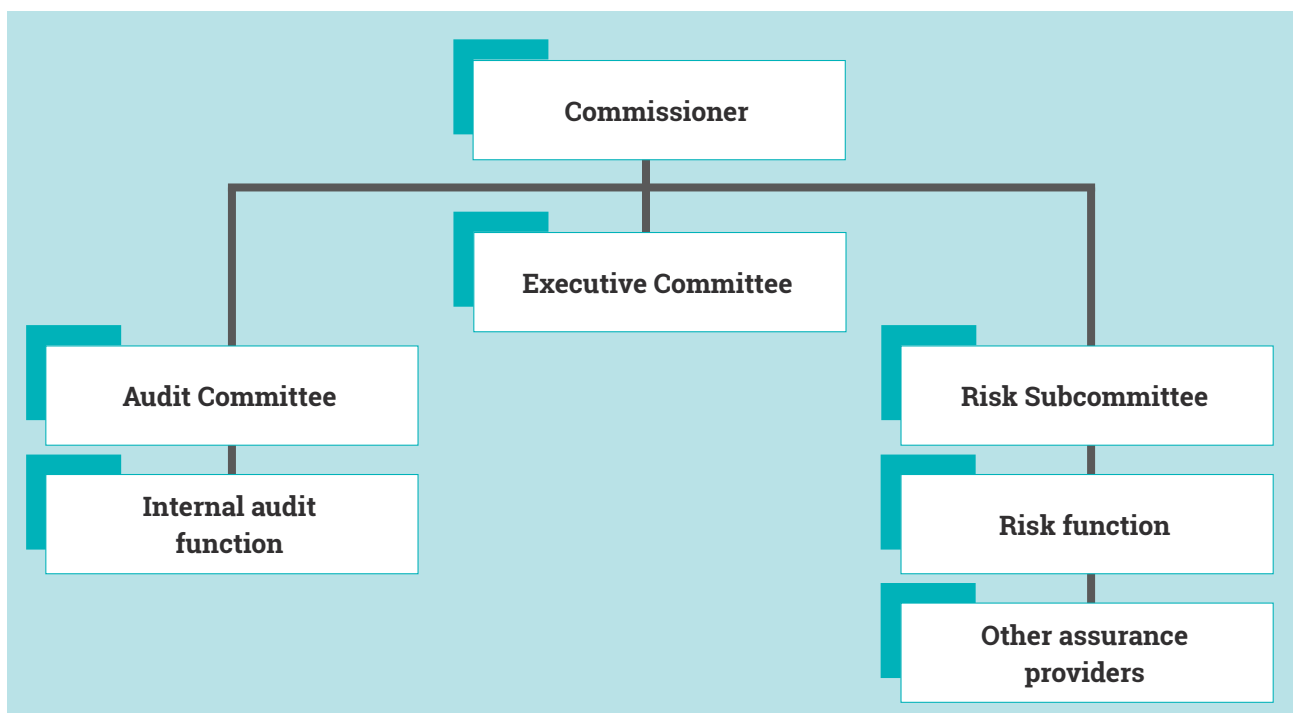 Commissioner
Executive Committee
Audit Committee
Risk Subcommittee
Internal audit
function
Risk function
Other assurance
providers